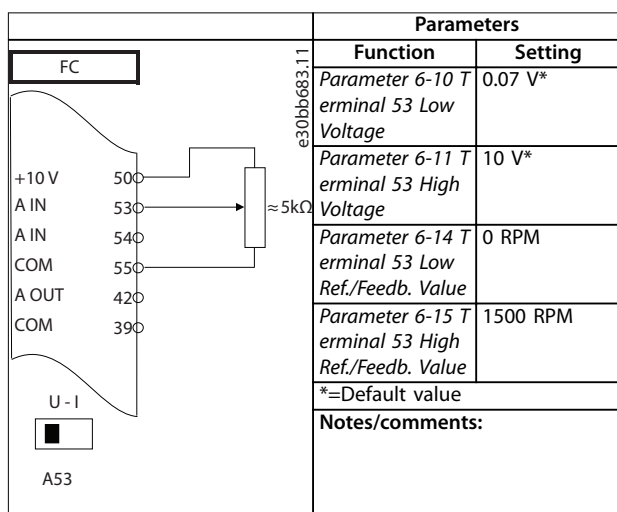 Parameters
Function Setting
Parameter 6-10 T
erminal 53 Low
Voltage
0.07 V*
Parameter 6-11 T
erminal 53 High
Voltage
10 V*
Parameter 6-14 T
erminal 53 Low
Ref./Feedb. Value
0 RPM
Parameter 6-15 T
erminal 53 High
Ref./Feedb. Value
1500 RPM
*=Default value
Notes/comments:
FC
+10 V 50
A IN 53
A IN 54
COM 55
A OUT 42
COM 39
≈5kΩ
U - I
A53
e30bb683.11